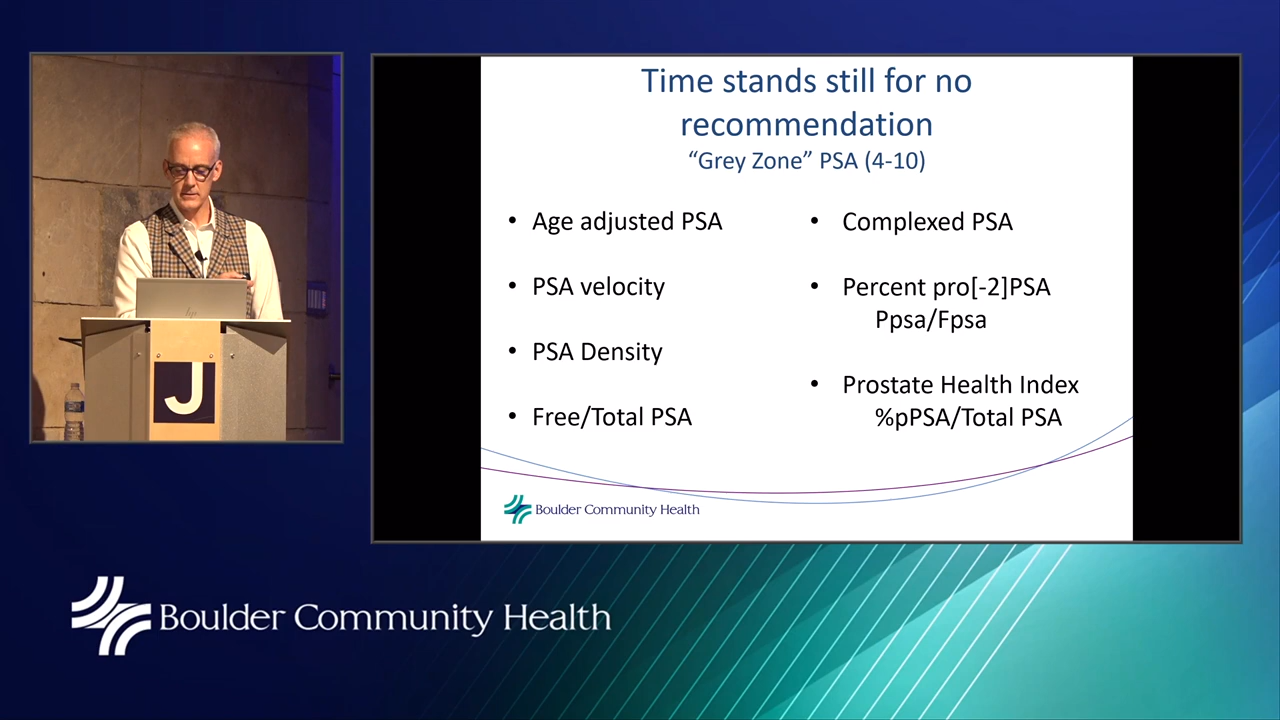 Time stands still for no
recommendation
“Grey Zone” PSA (4-10)
• Age adjusted PSA
• PSA velocity
• PSA Density
• Free/Total PSA
• Complexed PSA
• Percent pro[-2]PSA
Ppsa/Fpsa
• Prostate Health Index
%pPSA/Total PSA
Boulder Community Health
J
Boulder Community Health